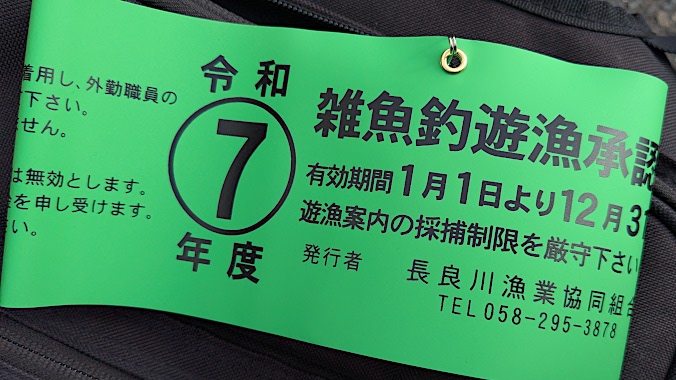 着用し、外勤職員の
下さい。
せん。
は無効とします。
を申し受けます。
い。
令和
7
年度
雑魚釣遊漁承認
有効期間1月1日より12月31
遊漁案内の採捕制限を厳守下さい
発行者 長良川漁業協同組合
TEL 058-295-3878